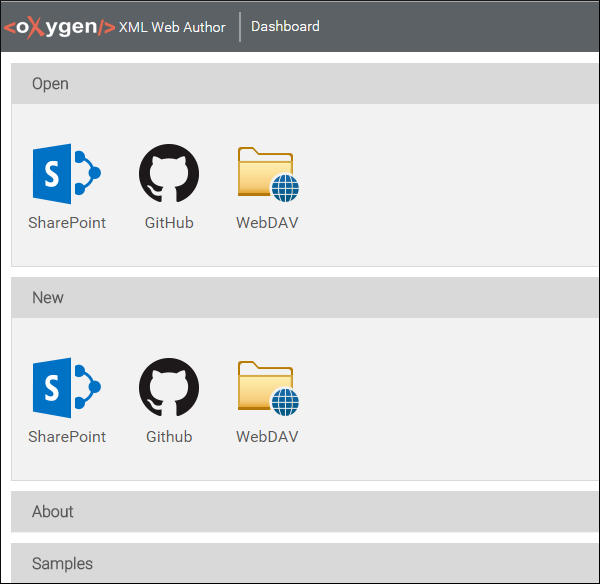 <oXygen/> XML Web Author Dashboard
Open
S S
SharePoint GitHub WebDAV
New
SharePoint Github WebDAV
About
Samples